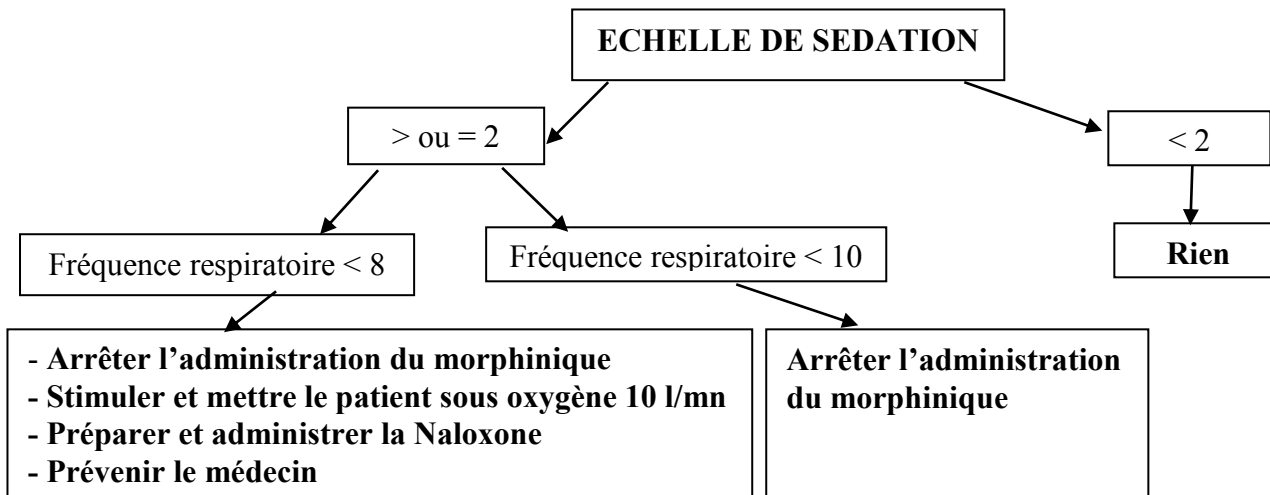 ECHELLE DE SEDATION
> ou = 2
< 2
Fréquence respiratoire < 8
Fréquence respiratoire < 10
Rien
- Arrêter l’administration du morphinique
- Stimuler et mettre le patient sous oxygène 10 l/mn
- Préparer et administrer la Naloxone
- Prévenir le médecin
Arrêter l’administration
du morphinique